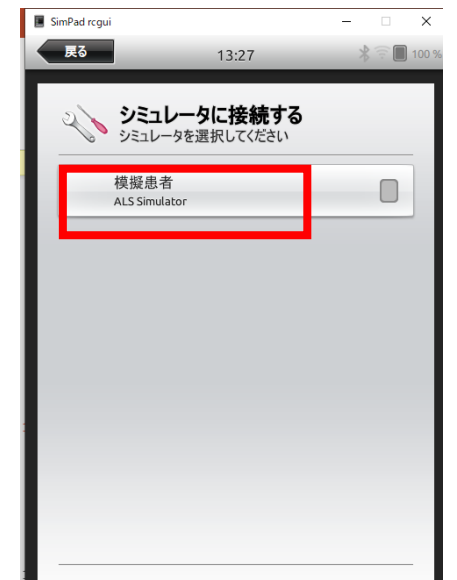 SimPad rcgui
戻る
13:27
100 %
シミュレータに接続する
シミュレータを選択してください
模擬患者
ALS Simulator